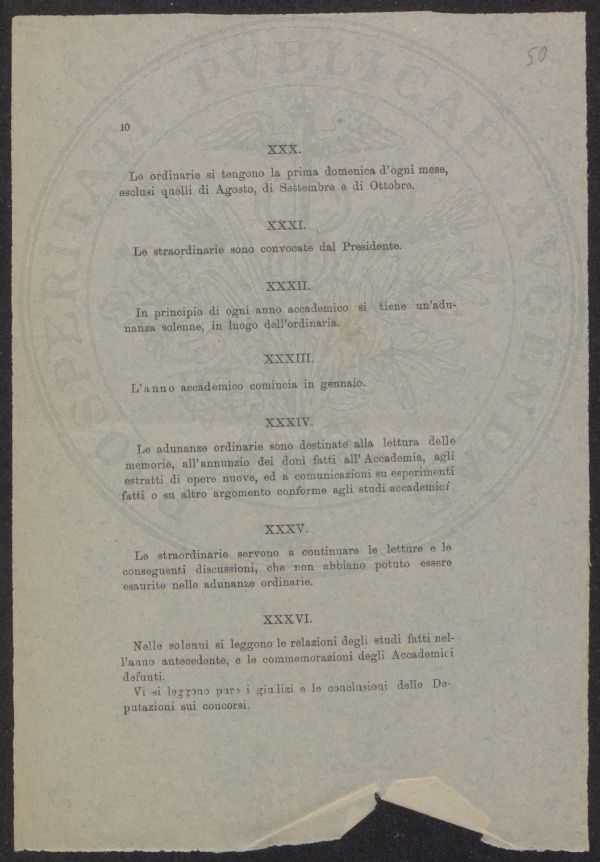 50
PROSPERITATI PVBLICAE AVGENDAE
10
XXX.
Le ordinarie si tengono la prima domenica d'ogni mese,
esclusi quelli di Agosto, di Settembre e di Ottobre.
XXXI.
Le straordinarie sono convocate dal Presidente.
XXXII.
In principio di ogni anno accademico si tiene un'adu-
nanza solenne, in luogo dell'ordinaria.
XXXIII.
L'anno accademico comincia in gennaio.
XXXIV.
Le adunanze ordinarie sono destinate alla lettura delle
memorie, all'annunzio dei doni fatti all'Accademia, agli
estratti di opere nuove, ed a comunicazioni su esperimenti
fatti o su altro argomento conforme agli studi accademici
XXXV.
Le straordinarie servono a continuare le letture e le
conseguenti discussioni, che non abbiano potuto essere
esaurite nelle adunanze ordinarie.
XXXVI.
Nelle solenni si leggono le relazioni degli studi fatti nel-
l'anno antecedente, e le commemorazioni degli Accademici
defunti.
Vi si leggono pure i giudizi e le conclusioni delle De-
putazioni sui concorsi.